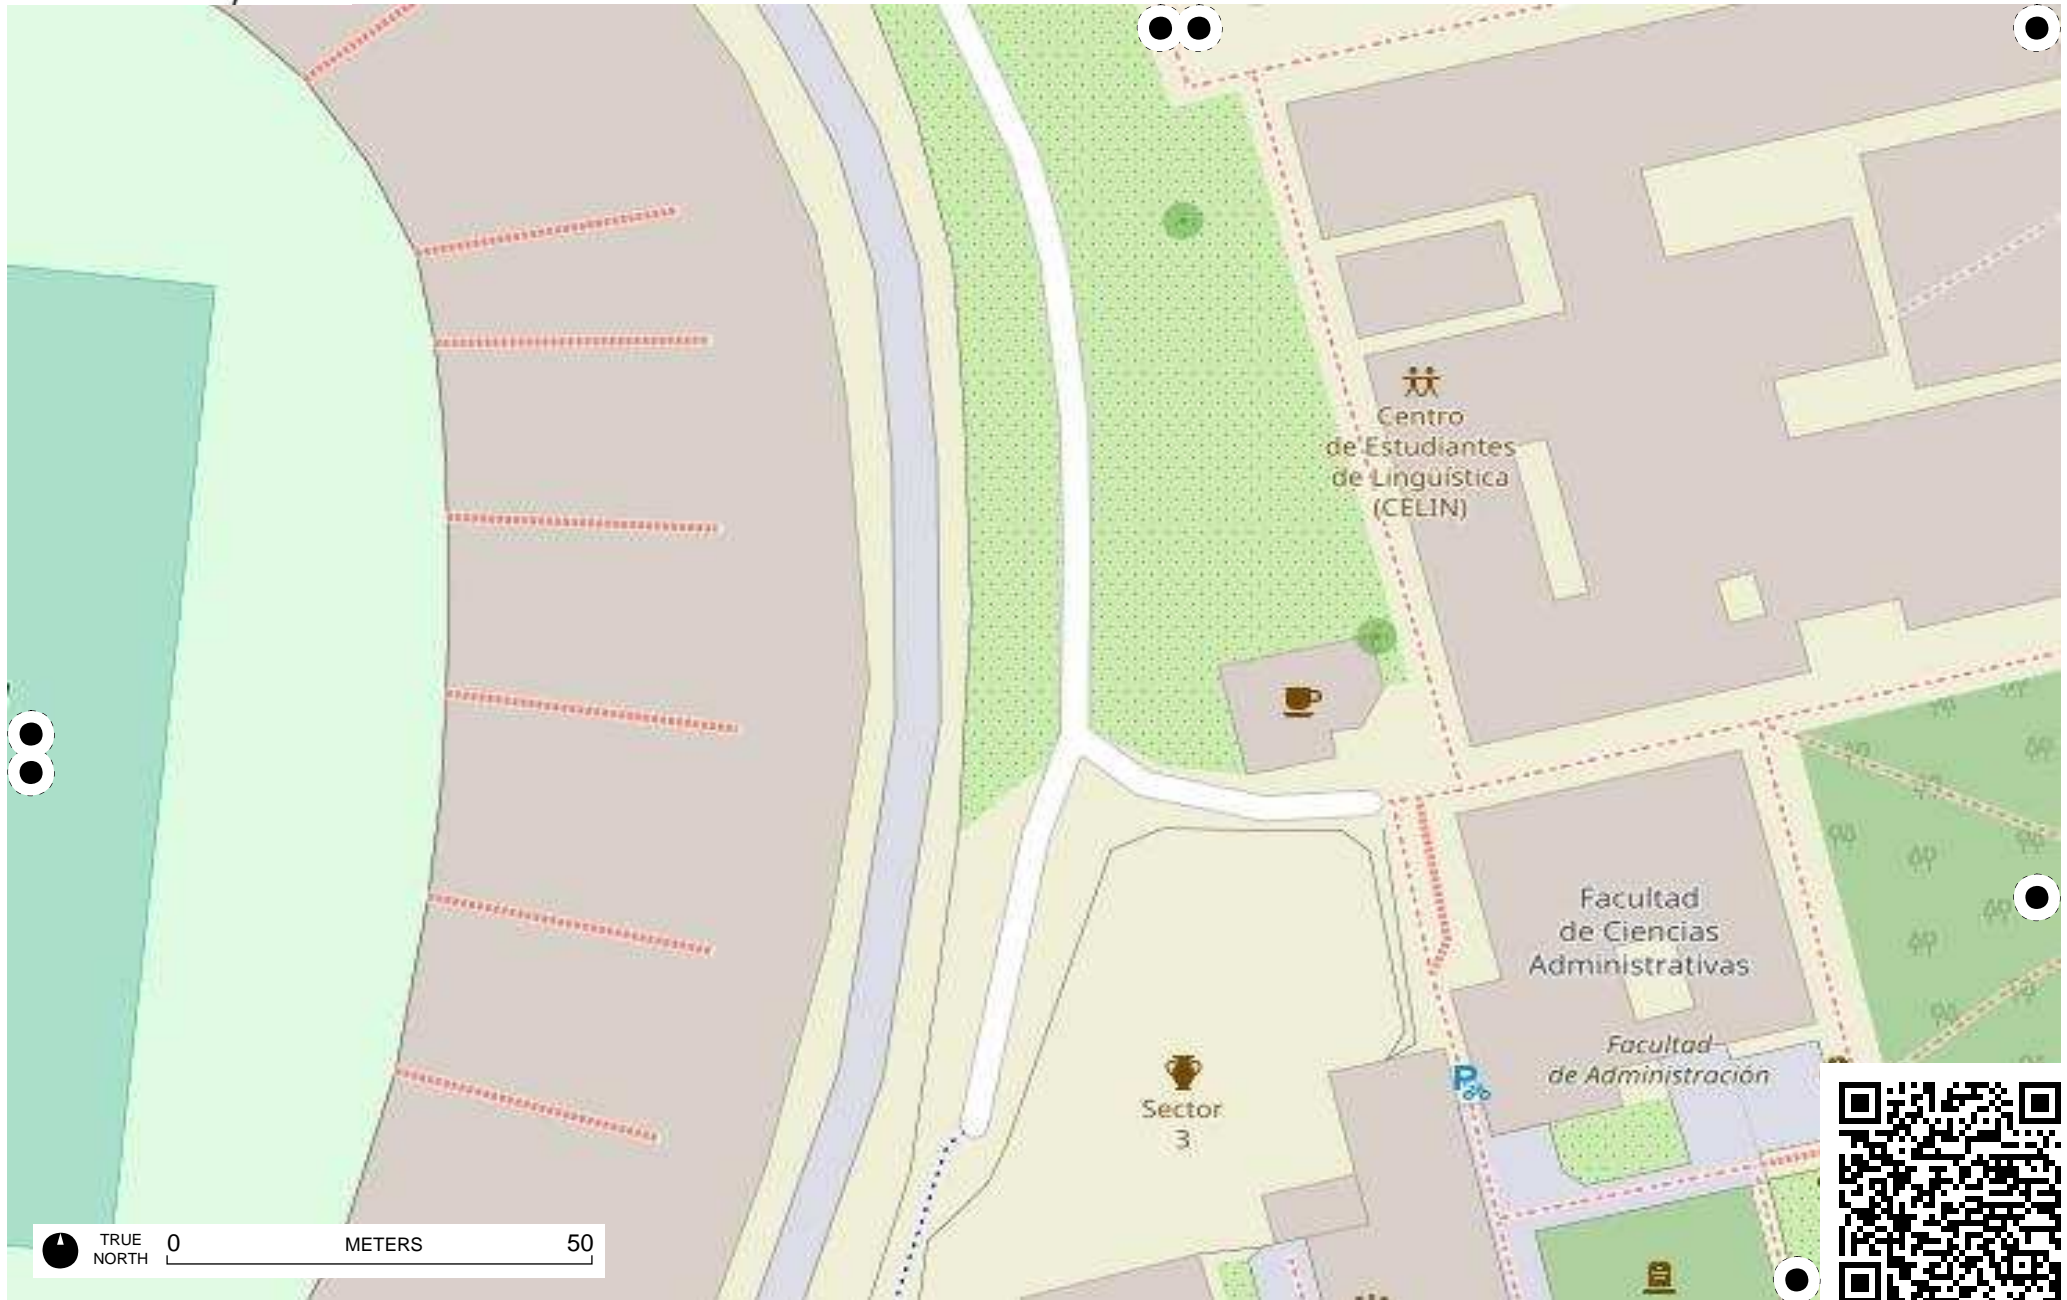 Centro
de Estudiantes
de Linguística
(CELIN)
Facultad
de Ciencias
Administrativas
Facultad
de Administración
P
Sector
3
TRUE
NORTH
0
METERS
50